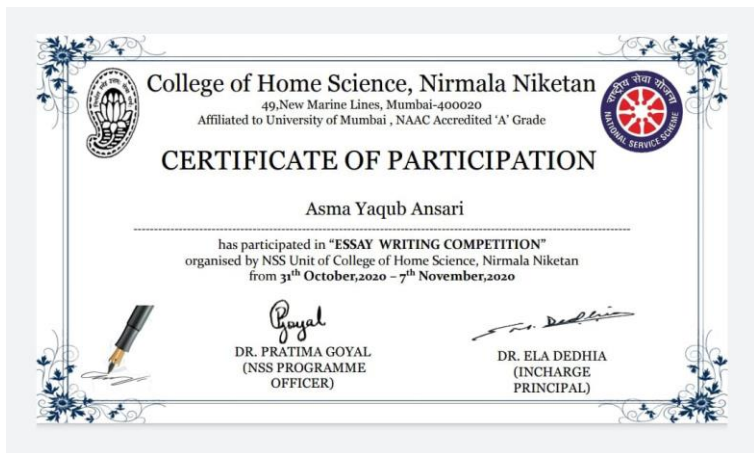 College of Home Science, Nirmala Niketan
49,New Marine Lines, Mumbai-400020
Affiliated to University of Mumbai , NAAC Accredited ‘A’ Grade
राष्ट्रीय सेवा योजना
NATIONAL SERVICE SCHEME
CERTIFICATE OF PARTICIPATION
Asma Yaqub Ansari
has participated in “ESSAY WRITING COMPETITION”
organised by NSS Unit of College of Home Science, Nirmala Niketan
from 31th October,2020 – 7th November,2020
PGoyal
DR. PRATIMA GOYAL
(NSS PROGRAMME
OFFICER)
Dedhia
DR. ELA DEDHIA
(INCHARGE
PRINCIPAL)